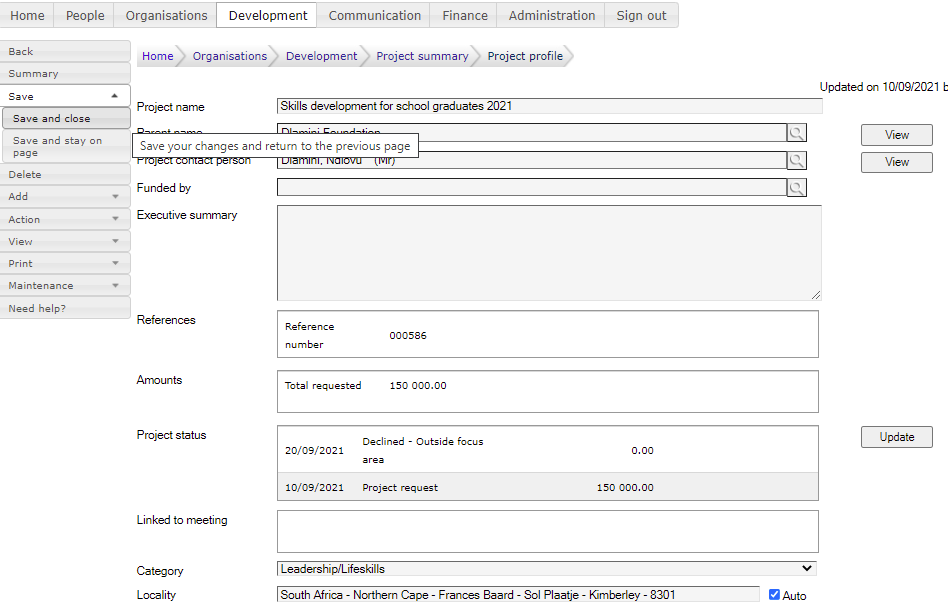 Home People Organisations Development Communication Finance Administration Sign out
Back
Summary
Save
Save and close
Save and stay on
page
Delete
Add
Action
View
Print
Maintenance
Need help?
Home Organisations Development Project summary Project profile
Updated on 10/09/2021 b
Project name Skills development for school graduates 2021
Parent name Dlamini Foundation View
Save your changes and return to the previous page
Project contact person Dlamini, Ndlovu (Mr) View
Funded by
Executive summary
References
Reference
number 000586
Amounts
Total requested 150 000.00
Project status Update
20/09/2021 Declined - Outside focus
area 0.00
10/09/2021 Project request 150 000.00
Linked to meeting
Category Leadership/Lifeskills
Locality South Africa - Northern Cape - Frances Baard - Sol Plaatje - Kimberley - 8301 Auto